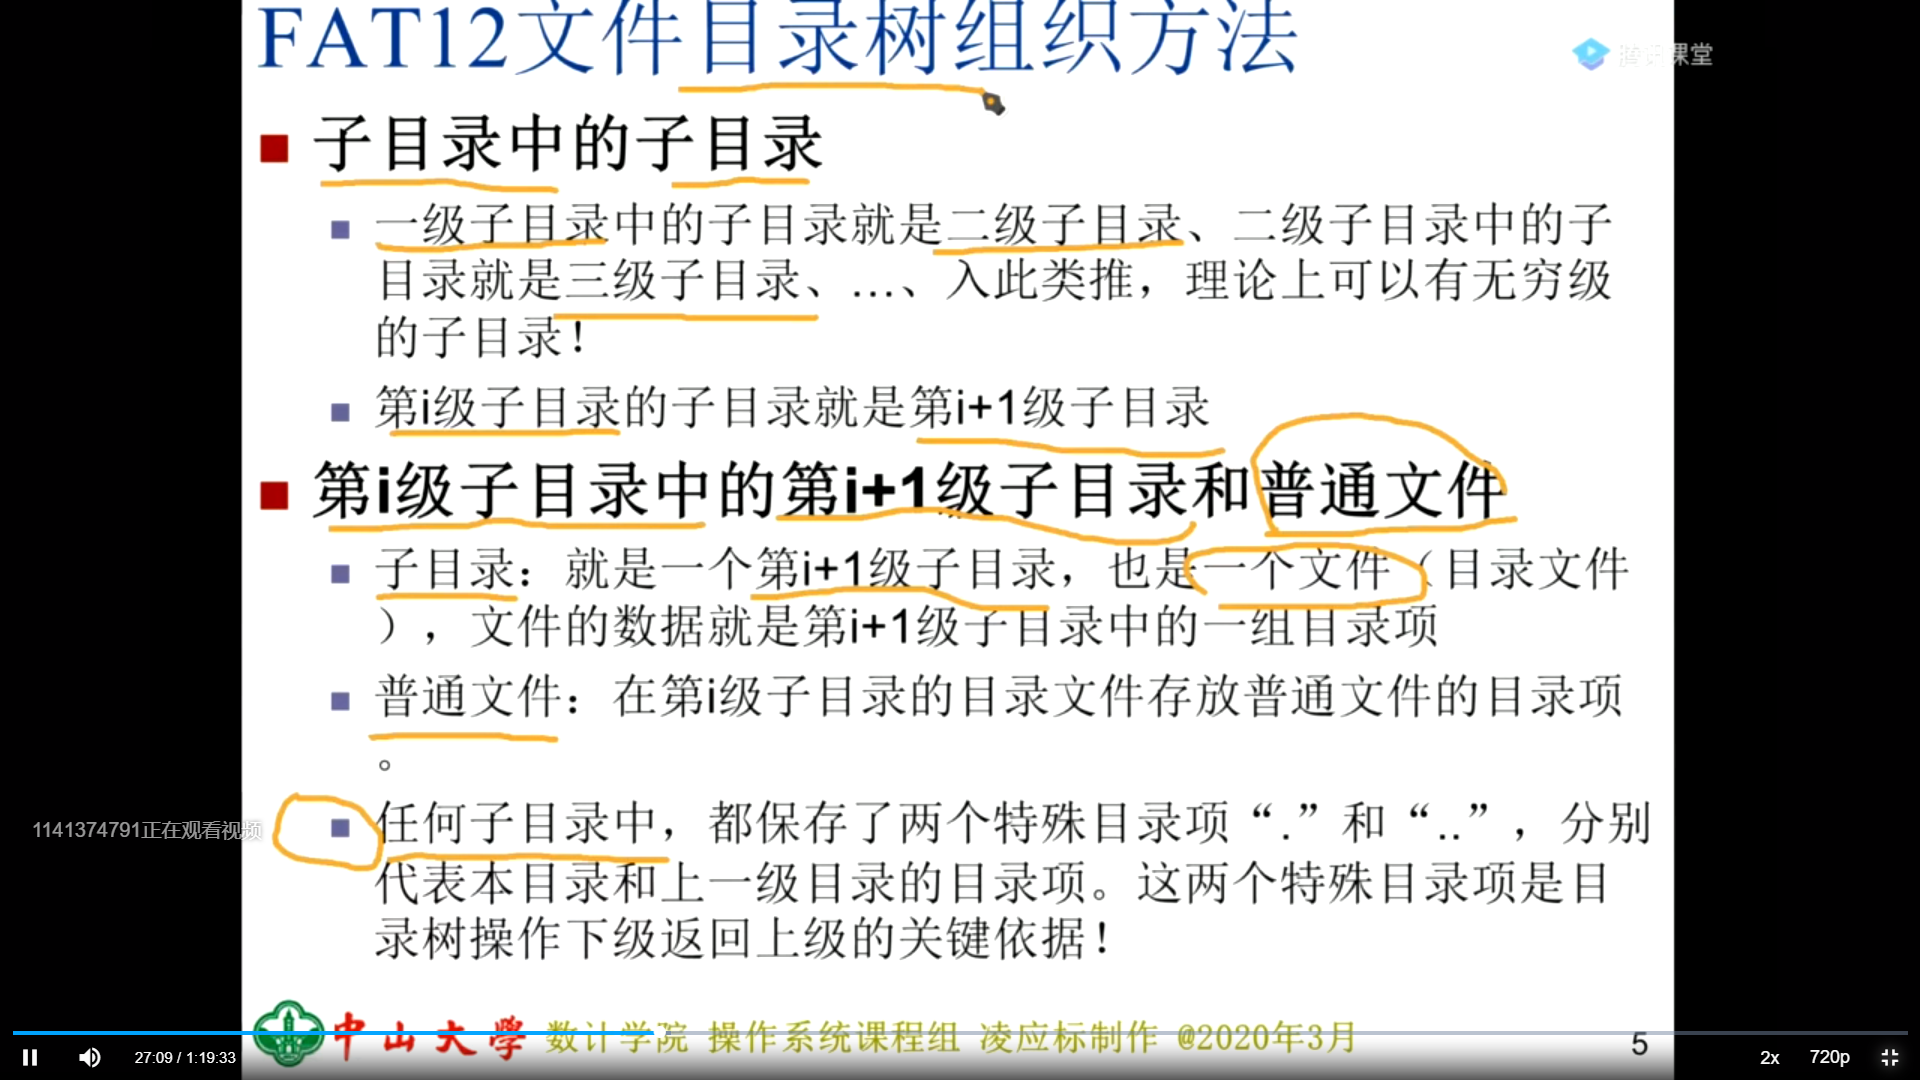 FAT12文件目录树组织方法
腾讯课堂
子目录中的子目录
一级子目录中的子目录就是二级子目录、二级子目录中的子
目录就是三级子目录、…、入此类推，理论上可以有无穷级
的子目录！
第i级子目录的子目录就是第i+1级子目录
第i级子目录中的第i+1级子目录和普通文件
子目录：就是一个第i+1级子目录，也是一个文件（目录文件
），文件的数据就是第i+1级子目录中的一组目录项
普通文件：在第i级子目录的目录文件存放普通文件的目录项
。
1141374791正在观看视频
任何子目录中，都保存了两个特殊目录项“.”和“..”，分别
代表本目录和上一级目录的目录项。这两个特殊目录项是目
录树操作下级返回上级的关键依据！
中山大学 数计学院 操作系统课程组 凌应标制作 @2020年3月
5
27:09 / 1:19:33
2x
720p